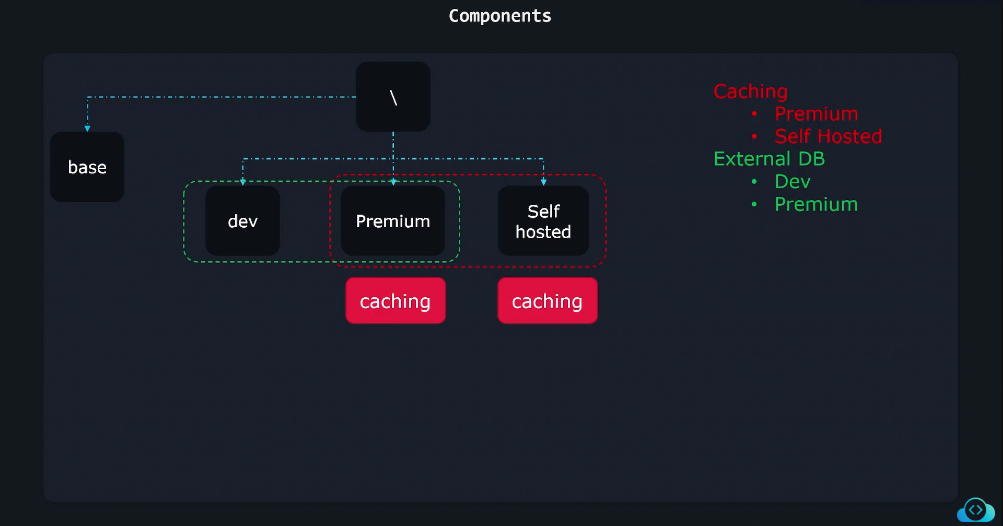 Components
\
base
dev
Premium
Self
hosted
caching
caching
Caching
• Premium
• Self Hosted
External DB
• Dev
• Premium